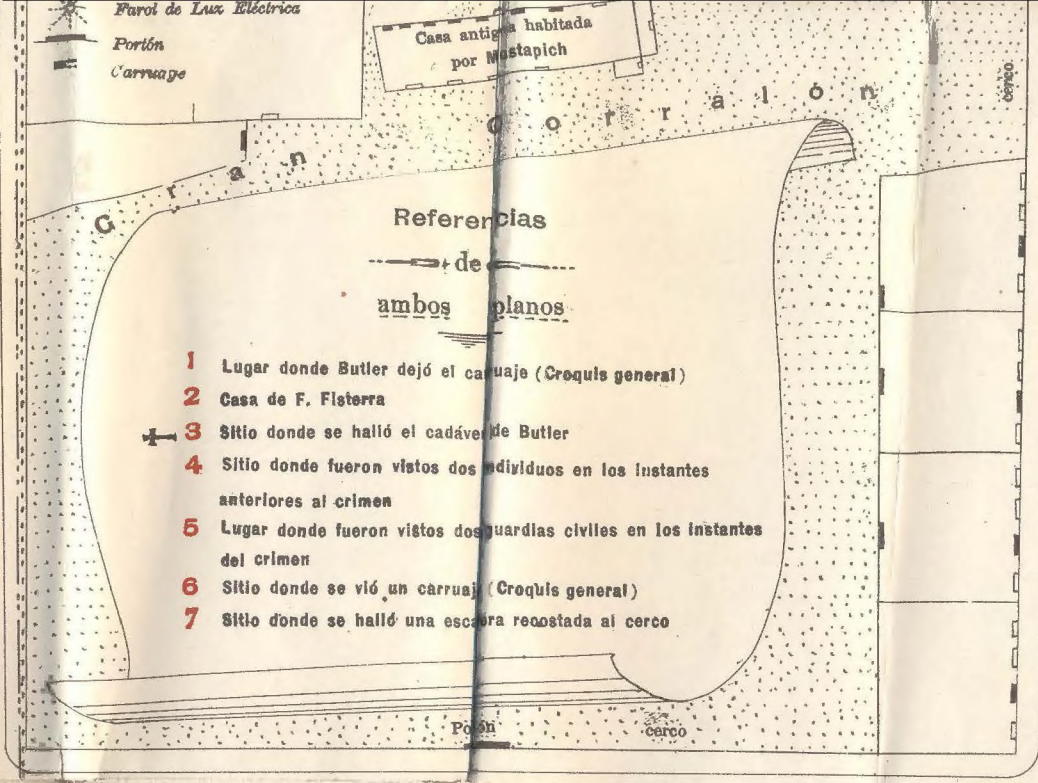 Farol de Lux Eléctrica
Portón
Carruage
Casa antigua habitada
por Mostapich
cerco
Gran Corralón
Referencias
de
ambos planos
1 Lugar donde Butler dejó el carruaje (Croquis general)
2 Casa de F. Fisterra
3 Sitio donde se halló el cadáver de Butler
4 Sitio donde fueron vistos dos individuos en los instantes
anteriores al crimen
5 Lugar donde fueron vistos dos guardias civiles en los instantes
del crimen
6 Sitio donde se vió un carruaje (Croquis general)
7 Sitio donde se halló una escalera recostada al cerco
Portón
cerco